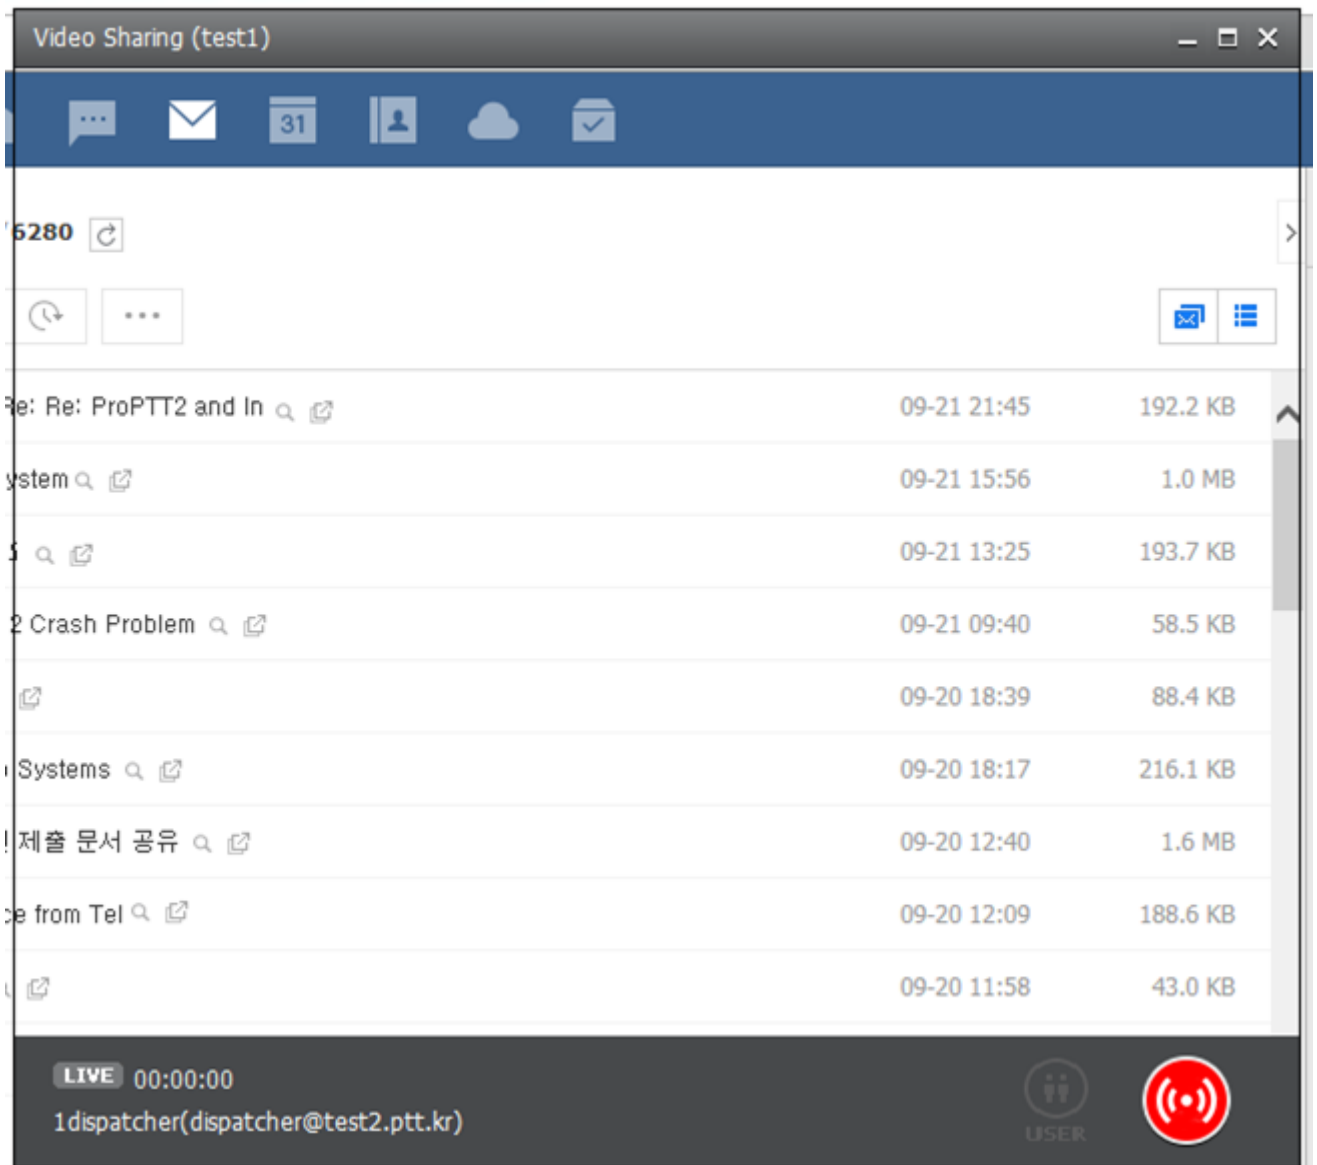 Video Sharing (test1)
31
6280
Re: Re: ProPTT2 and In 09-21 21:45 192.2 KB
ystem 09-21 15:56 1.0 MB
09-21 13:25 193.7 KB
2 Crash Problem 09-21 09:40 58.5 KB
09-20 18:39 88.4 KB
Systems 09-20 18:17 216.1 KB
제출 문서 공유 09-20 12:40 1.6 MB
ce from Tel 09-20 12:09 188.6 KB
09-20 11:58 43.0 KB
LIVE 00:00:00
1dispatcher(dispatcher@test2.ptt.kr)
USER